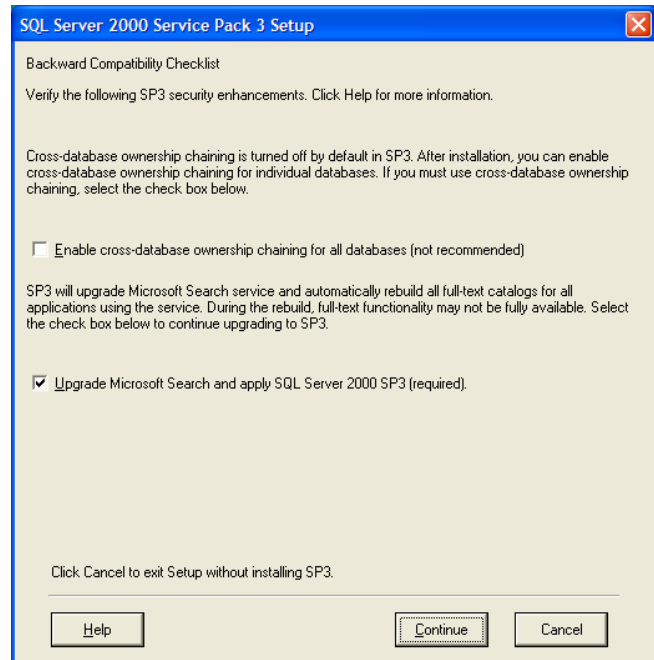 SQL Server 2000 Service Pack 3 Setup
Backward Compatibility Checklist
Verify the following SP3 security enhancements. Click Help for more information.
Cross-database ownership chaining is turned off by default in SP3. After installation, you can enable
cross-database ownership chaining for individual databases. If you must use cross-database ownership
chaining, select the check box below.
Enable cross-database ownership chaining for all databases (not recommended)
SP3 will upgrade Microsoft Search service and automatically rebuild all full-text catalogs for all
applications using the service. During the rebuild, full-text functionality may not be fully available. Select
the check box below to continue upgrading to SP3.
Upgrade Microsoft Search and apply SQL Server 2000 SP3 (required).
Click Cancel to exit Setup without installing SP3.
Help
Continue
Cancel